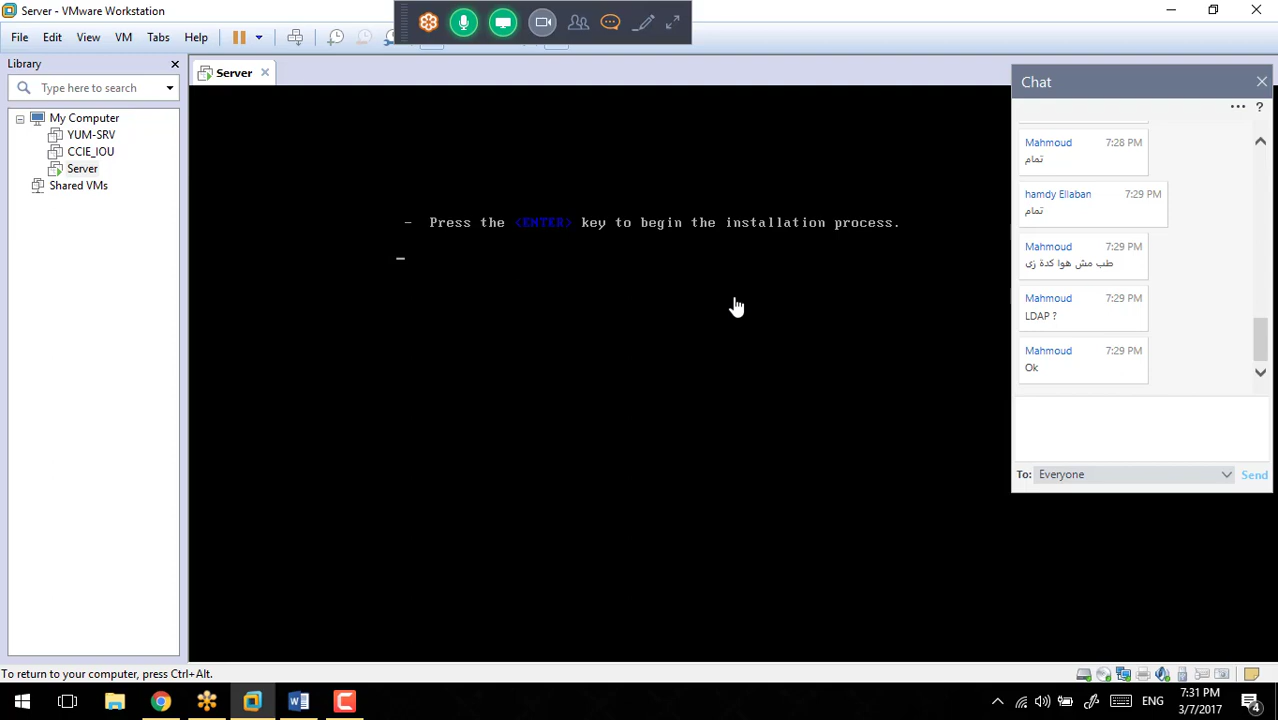 Server - VMware Workstation
File Edit View VM Tabs Help
Library
Type here to search
My Computer
YUM-SRV
CCIE_IOU
Server
Shared VMs
Server
- Press the <ENTER> key to begin the installation process.
Chat
Mahmoud 7:28 PM
تمام
hamdy Ellaban 7:29 PM
تمام
Mahmoud 7:29 PM
طب مش هوا كدة زى
Mahmoud 7:29 PM
LDAP ?
Mahmoud 7:29 PM
Ok
To: Everyone Send
To return to your computer, press Ctrl+Alt.
ENG
7:31 PM
3/7/2017
4